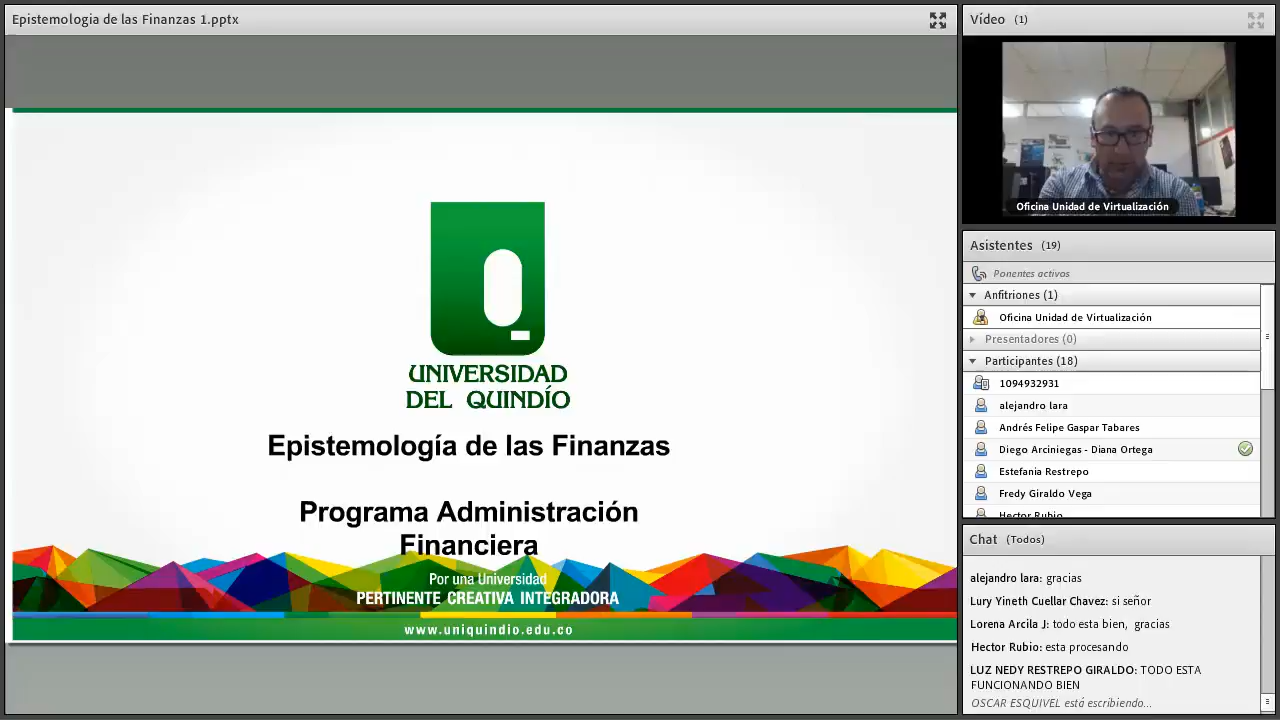 Epistemologia de las Finanzas 1.pptx
UNIVERSIDAD
DEL QUINDÍO
Epistemología de las Finanzas
Programa Administración
Financiera
Por una Universidad
PERTINENTE CREATIVA INTEGRADORA
www.uniquindio.edu.co
Vídeo (1)
Oficina Unidad de Virtualización
Asistentes (19)
Ponentes activos
Anfitriones (1)
Oficina Unidad de Virtualización
Presentadores (0)
Participantes (18)
1094932931
alejandro lara
Andrés Felipe Gaspar Tabares
Diego Arciniegas - Diana Ortega
Estefania Restrepo
Fredy Giraldo Vega
Hector Rubio
Chat (Todos)
alejandro lara: gracias
Lury Yineth Cuellar Chavez: si señor
Lorena Arcila J: todo esta bien, gracias
Hector Rubio: esta procesando
LUZ NEDY RESTREPO GIRALDO: TODO ESTA
FUNCIONANDO BIEN
OSCAR ESQUIVEL está escribiendo...